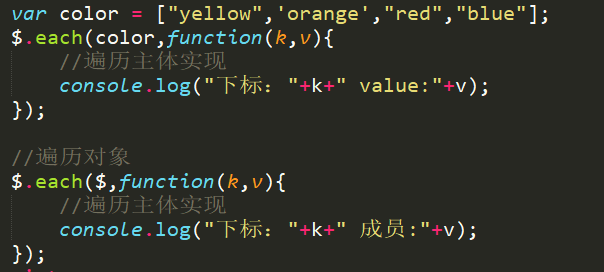 var color = ["yellow",'orange',"red","blue"];
$.each(color,function(k,v){
//遍历主体实现
console.log("下标: "+k+" value:"+v);
});
//遍历对象
$.each($,function(k,v){
//遍历主体实现
console.log("下标: "+k+" 成员:"+v);
});